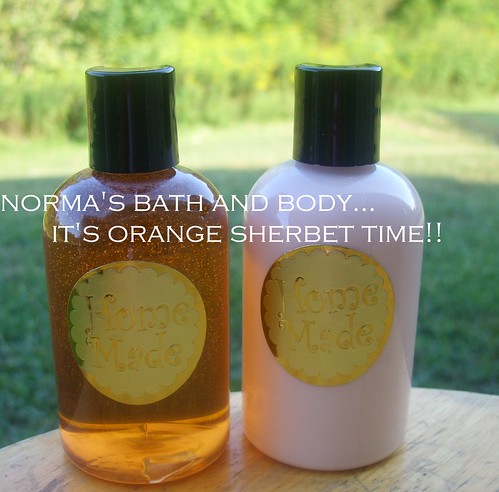 NORMA'S BATH AND BODY...
IT'S ORANGE SHERBET TIME!!
Home
Made
Home
Made